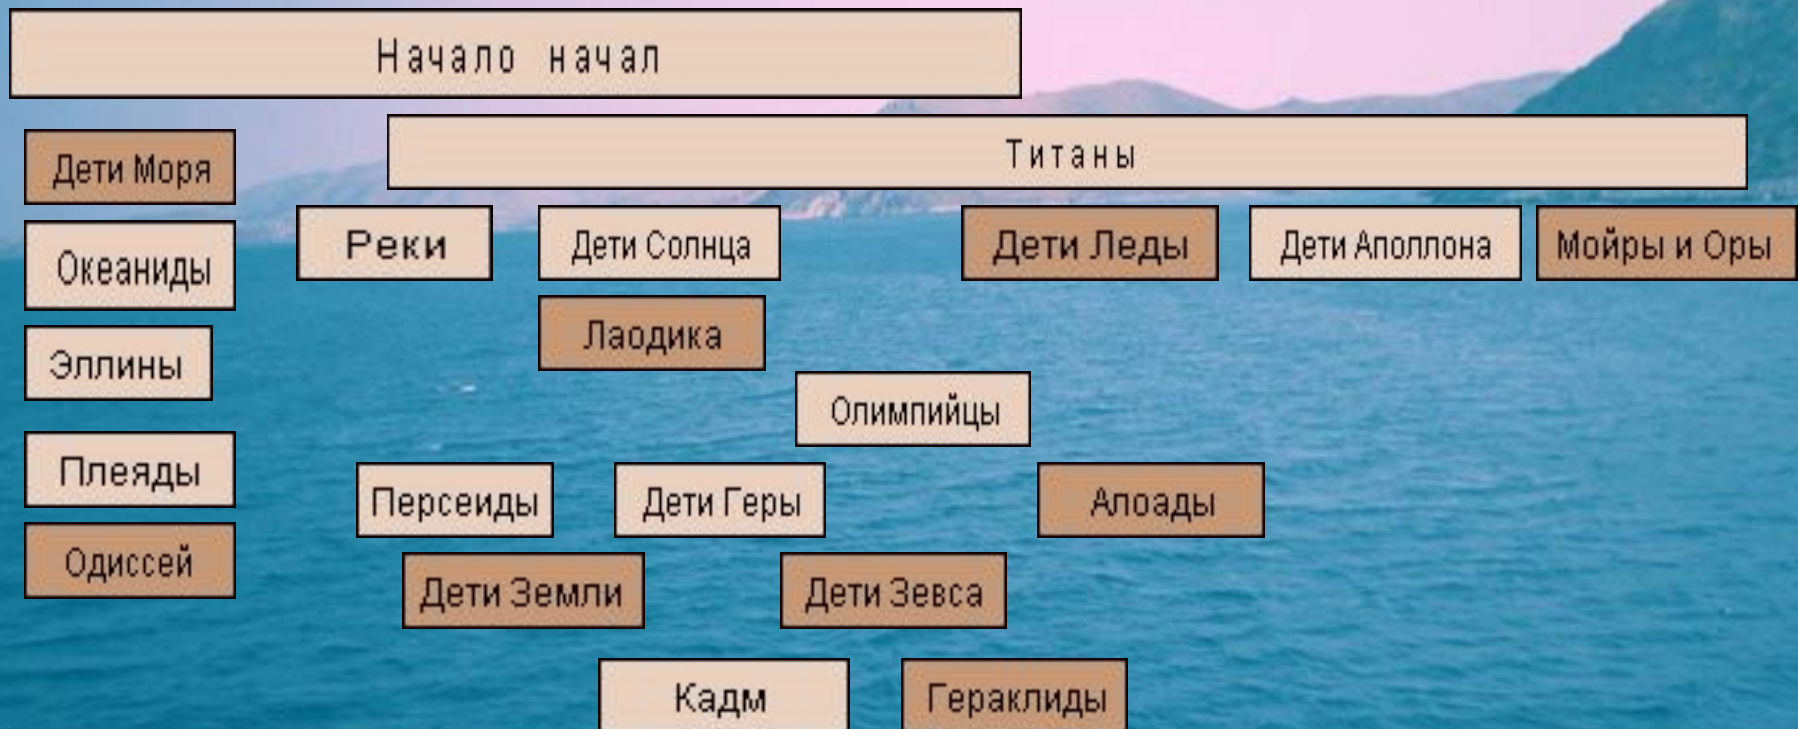 Начало начал
Титаны
Дети Моря
Реки
Дети Солнца
Дети Леды
Дети Аполлона
Мойры и Оры
Океаниды
Лаодика
Эллины
Олимпийцы
Плеяды
Персеиды
Дети Геры
Алоады
Одиссей
Дети Земли
Дети Зевса
Кадм
Гераклиды